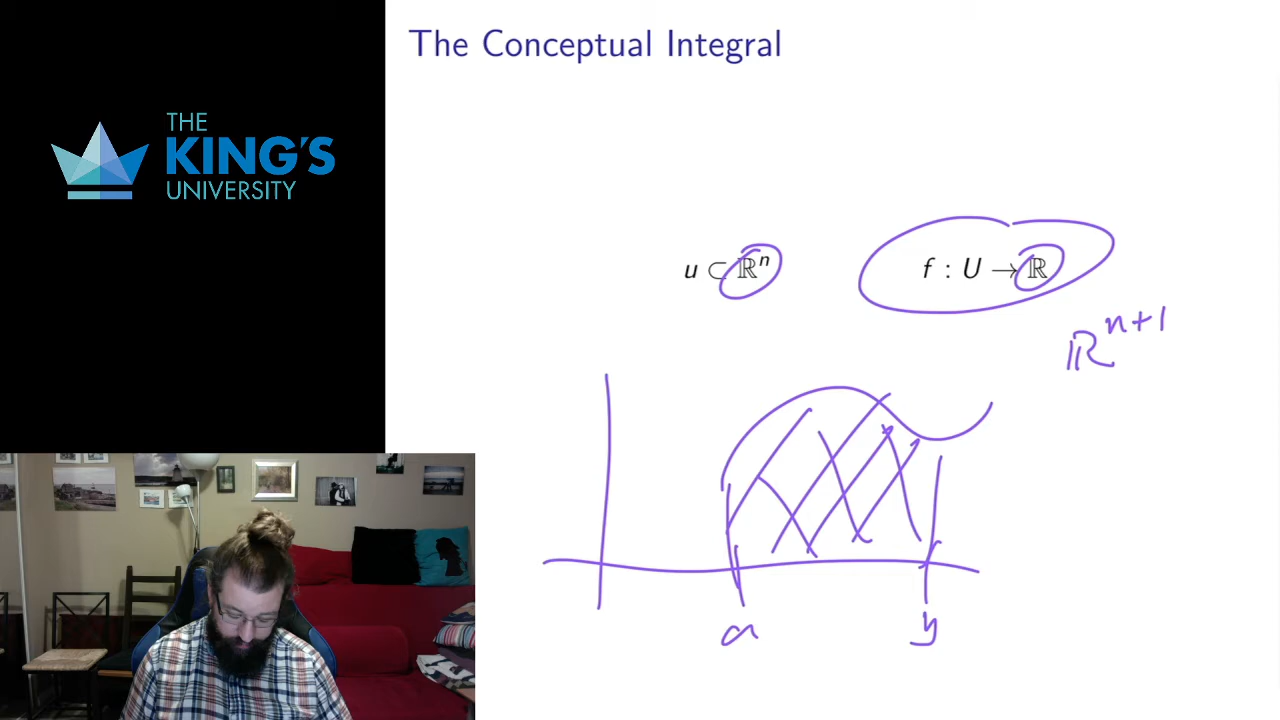 The Conceptual Integral
THE
KING'S
UNIVERSITY
u ⊂ ℝⁿ
f : U → ℝ
ℝⁿ⁺¹
a